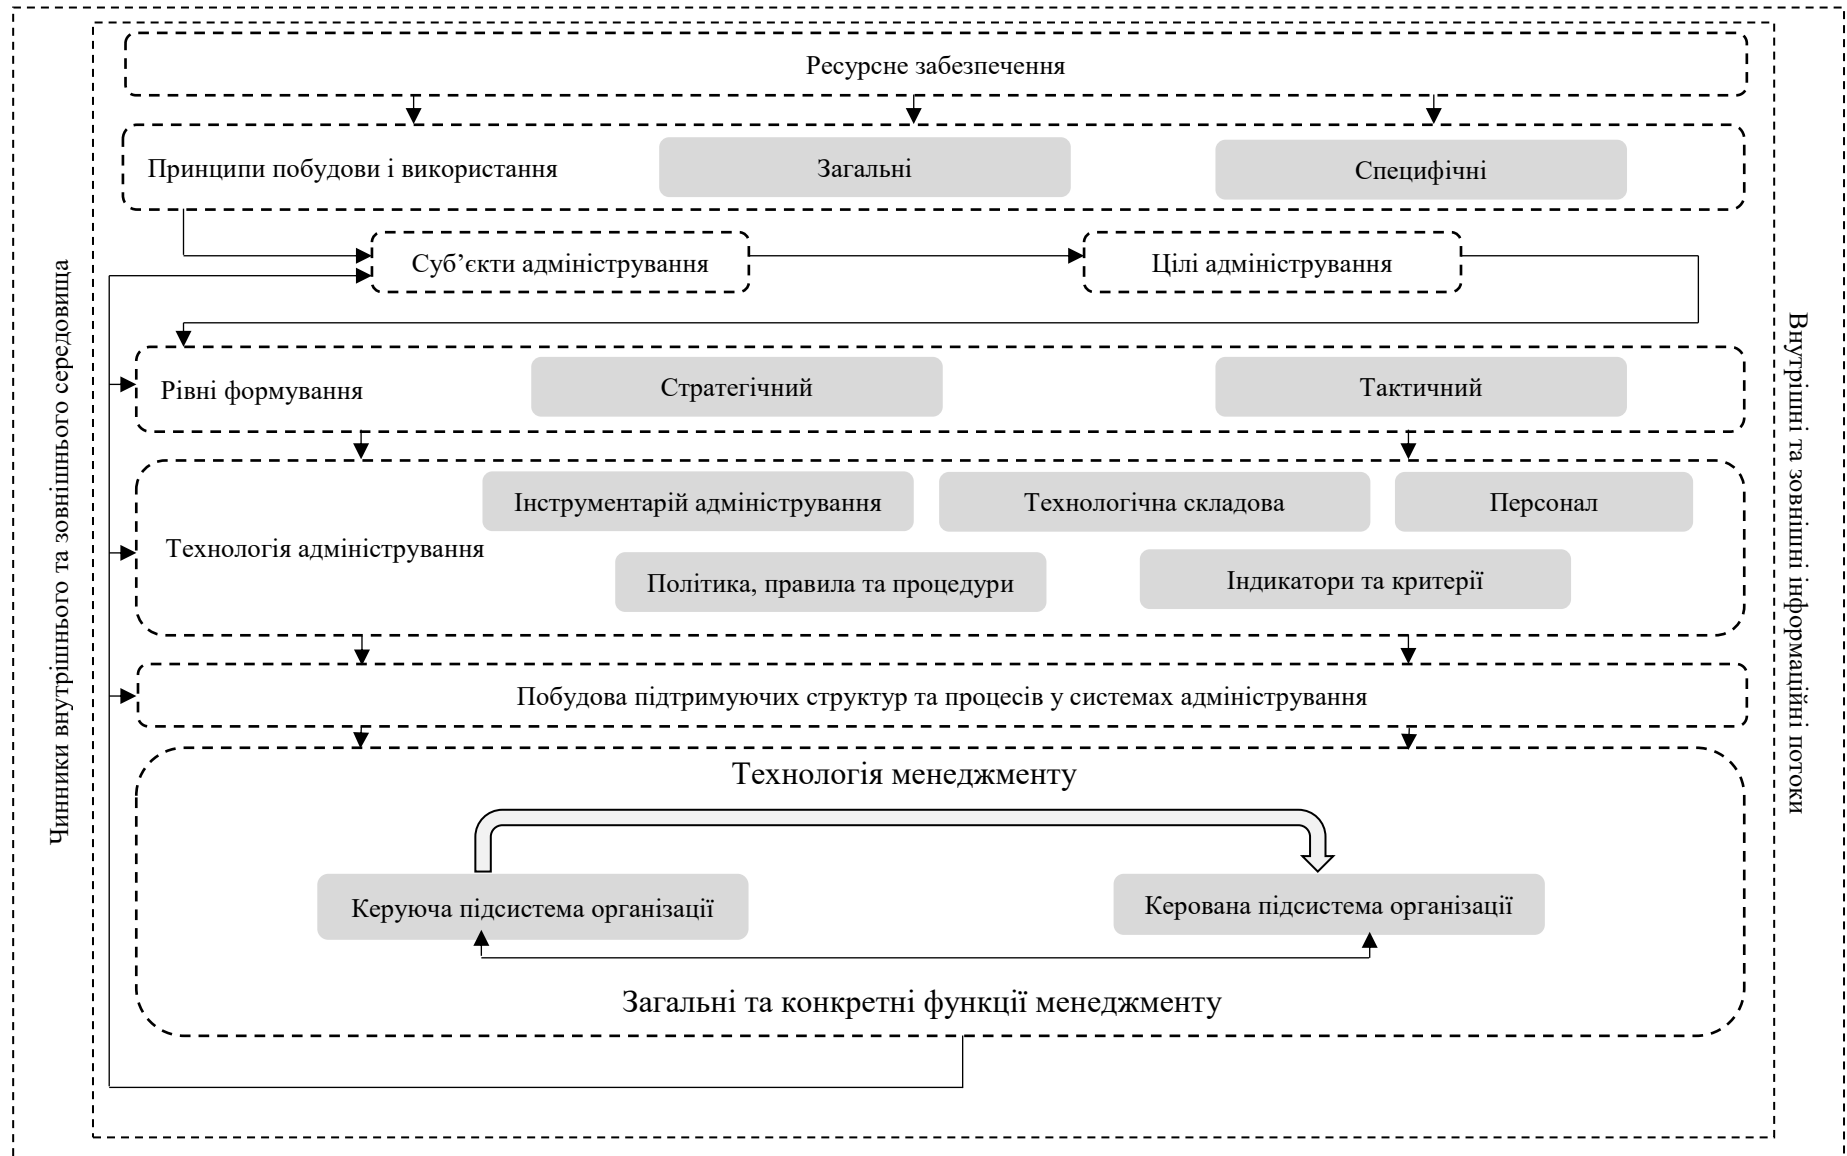 Ресурсне забезпечення
Принципи побудови і використання
Загальні
Специфічні
Суб’єкти адміністрування
Цілі адміністрування
Чинники внутрішнього та зовнішнього середовища
Внутрішні та зовнішні інформаційні потоки
Рівні формування
Стратегічний
Тактичний
Інструментарій адміністрування
Технологічна складова
Персонал
Технологія адміністрування
Політика, правила та процедури
Індикатори та критерії
Побудова підтримуючих структур та процесів у системах адміністрування
Технологія менеджменту
Керуюча підсистема організації
Керована підсистема організації
Загальні та конкретні функції менеджменту